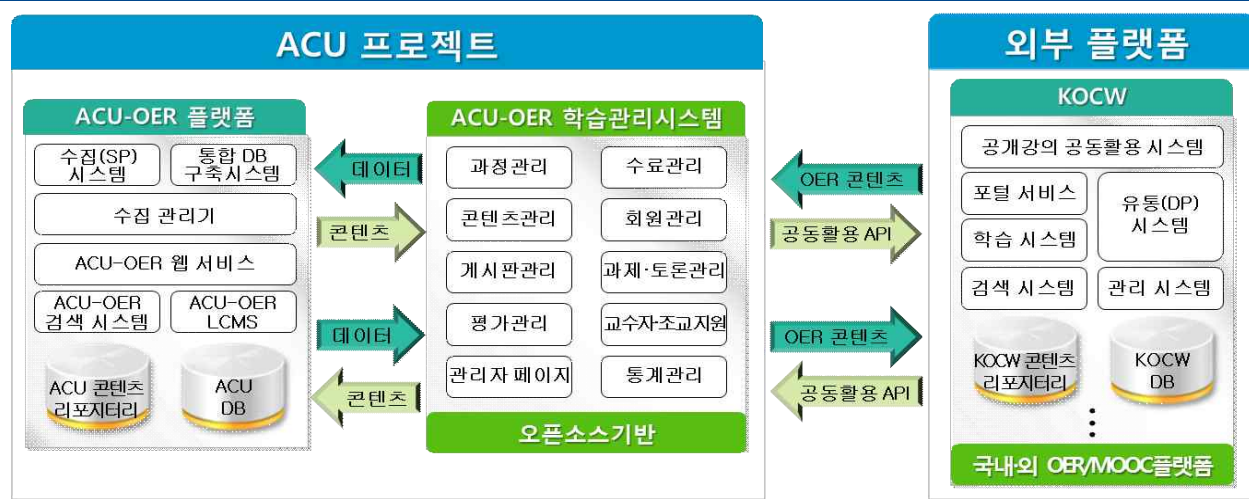 ACU 프로젝트
ACU-OER 플랫폼
수집(SP)
시스템
통합 DB
구축시스템
수집 관리기
ACU-OER 웹 서비스
ACU-OER
검색 시스템
ACU-OER
LCMS
ACU 콘텐츠
리포지터리
ACU
DB
데이터
콘텐츠
데이터
콘텐츠
ACU-OER 학습관리시스템
과정관리
수료관리
콘텐츠관리
회원관리
게시판관리
과제·토론관리
평가관리
교수자·조교지원
관리자 페이지
통계관리
오픈소스기반
OER 콘텐츠
공동활용 API
OER 콘텐츠
공동활용 API
외부 플랫폼
KOCW
공개강의 공동활용 시스템
포털 서비스
유통(DP)
시스템
학습 시스템
검색 시스템
관리 시스템
KOCW 콘텐츠
리포지터리
KOCW
DB
국내·외 OER/MOOC플랫폼